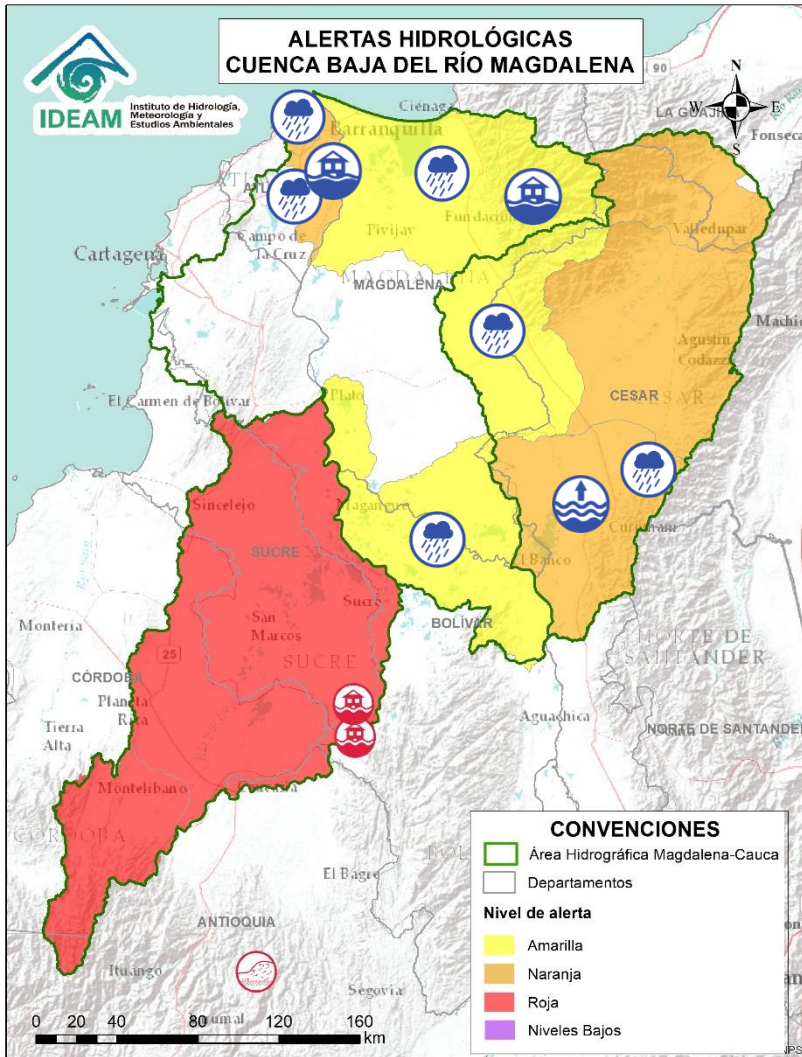 ALERTAS HIDROLÓGICAS
CUENCA BAJA DEL RÍO MAGDALENA
IDEAM
Instituto de Hidrología,
Meteorología y
Estudios Ambientales
90
N
W
E
S
Ciénaga
LA GUAJI
Fonseca
Barranquilla
Fundación
Pivijay
Valledupar
Campo de
la Cruz
Cartagena
MAGDALENA
MAGDALENA
Agustín
Codazzi
CESAR
El Carmen de Bolívar
Plato
Magangué
Sincelejo
SUCRE
El Banco
Sucre
San
Marcos
BOLÍVAR
Montería
25
SUCRE
NORTE DE
SANTANDER
CÓRDOBA
Planeta
Rica
Aguachica
NORTE DE SANTANDER
Tierra
Alta
Montelíbano
CÓRDOBA
El Bagre
ANTIOQUIA
Ituango
Segovia
0 40 80 120 160
km
CONVENCIONES
Área Hidrográfica Magdalena-Cauca
Departamentos
Nivel de alerta
Amarilla
Naranja
Roja
Niveles Bajos